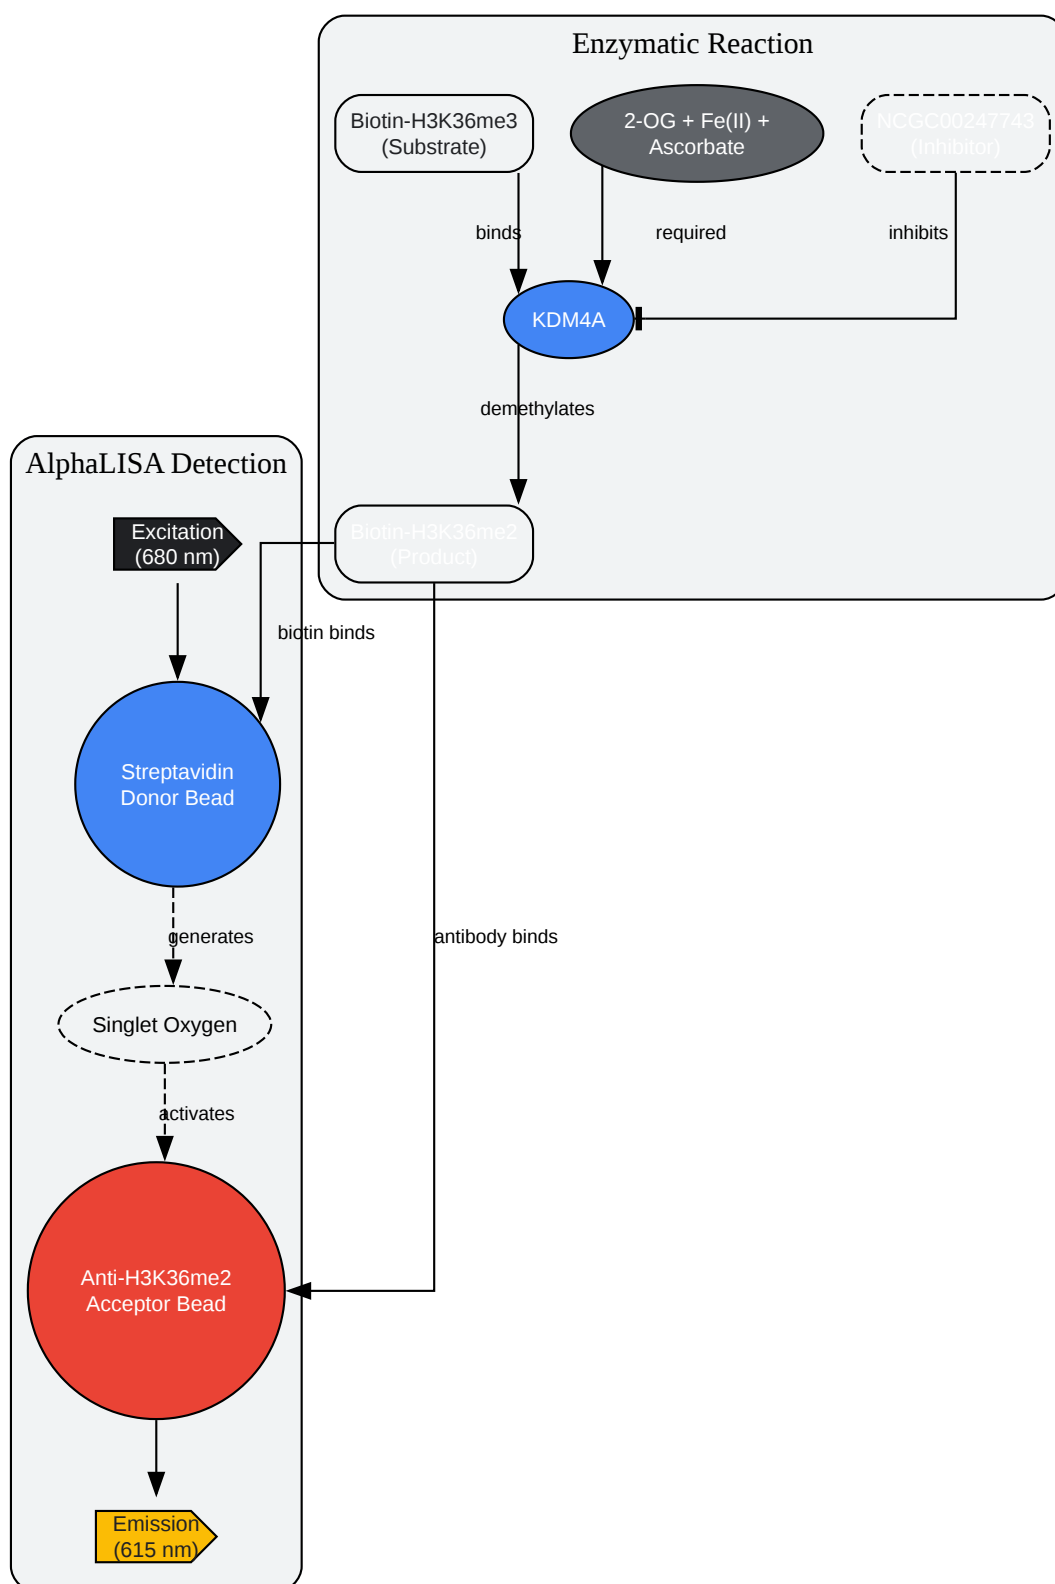 Enzymatic Reaction
Biotin-H3K36me3
(Substrate)
2-OG + Fe(II) +
Ascorbate
NCGC00247743
(Inhibitor)
binds
required
inhibits
KDM4A
demethylates
Biotin-H3K36me2
(Product)
AlphaLISA Detection
Excitation
(680 nm)
biotin binds
Streptavidin
Donor Bead
generates
antibody binds
Singlet Oxygen
activates
Anti-H3K36me2
Acceptor Bead
Emission
(615 nm)